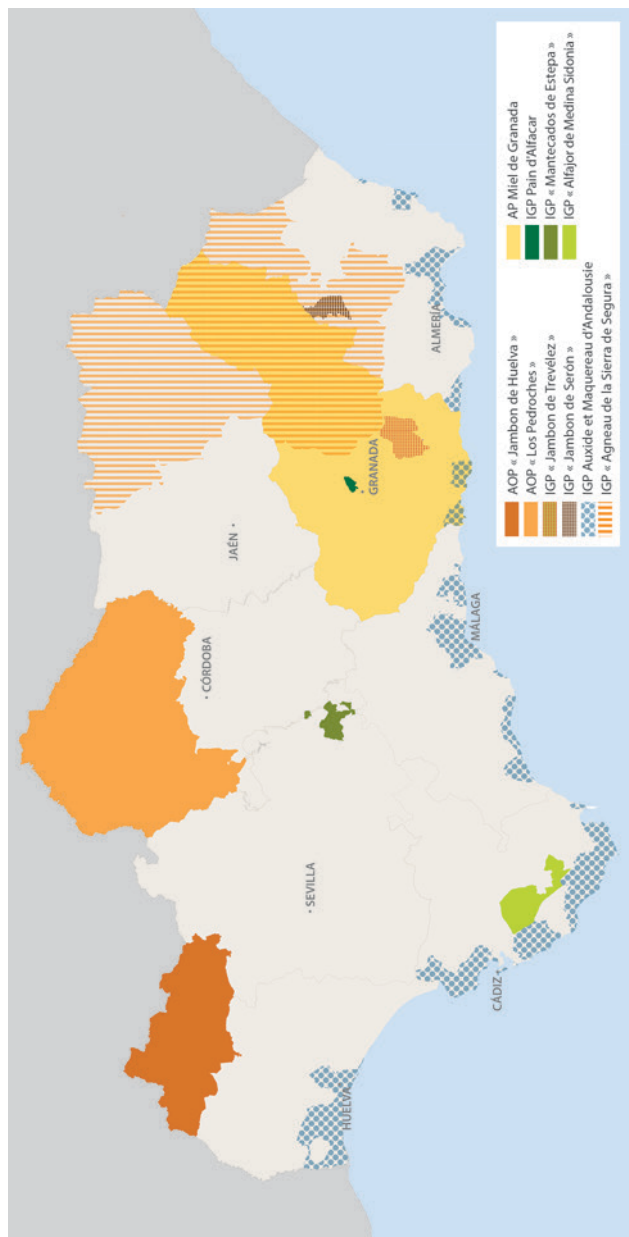 CÓRDOBA
JAÉN
SEVILLA
GRANADA
HUELVA
CÁDIZ
MÁLAGA
ALMERÍA
AOP « Jambon de Huelva »
AOP « Los Pedroches »
IGP « Jambon de Trevélez »
IGP « Jambon de Serón »
IGP Auxide et Maquereau d'Andalousie
IGP « Agneau de la Sierra de Segura »
AP Miel de Granada
IGP Pain d'Alfacar
IGP « Mantecados de Estepa »
IGP « Alfajor de Medina Sidonia »